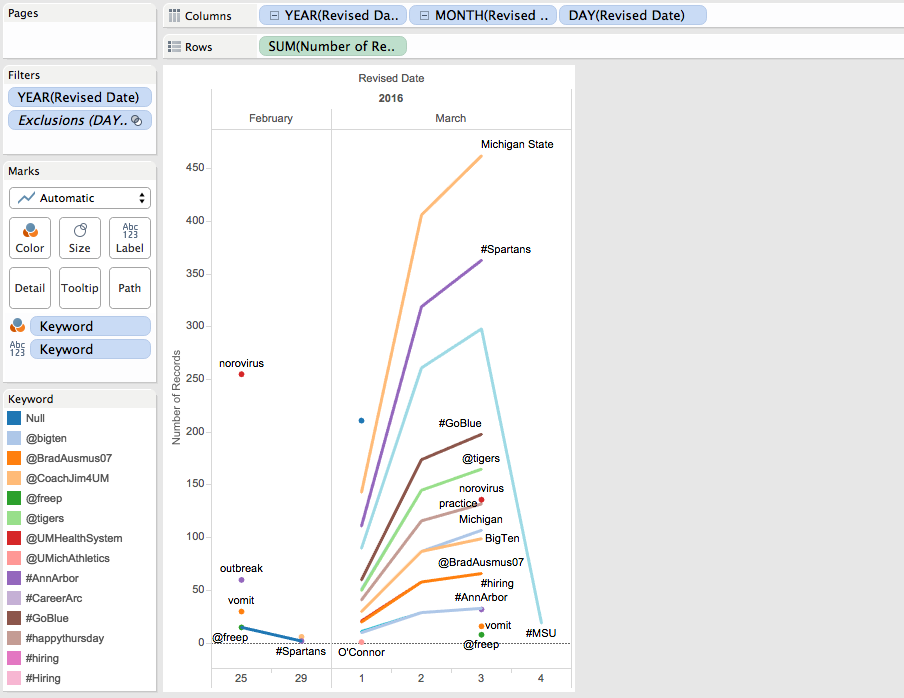 Pages
Columns
YEAR(Revised Da..
MONTH(Revised ..
DAY(Revised Date)
Rows
SUM(Number of Re..
Filters
YEAR(Revised Date)
Exclusions (DAY..
Marks
Automatic
Color
Size
Abc
123
Label
Detail
Tooltip
Path
Keyword
Abc
123
Keyword
Keyword
Null
@bigten
@BradAusmus07
@CoachJim4UM
@freep
@tigers
@UMHealthSystem
@UMichAthletics
#AnnArbor
#CareerArc
#GoBlue
#happythursday
#hiring
#Hiring
Revised Date
2016
February
March
Number of Records
450
400
350
300
250
200
150
100
50
0
Michigan State
#Spartans
norovirus
#GoBlue
@tigers
norovirus
practice
Michigan
BigTen
@BradAusmus07
outbreak
#hiring
#AnnArbor
vomit
vomit
#MSU
@freep
@freep
#Spartans
O'Connor
25
29
1
2
3
4